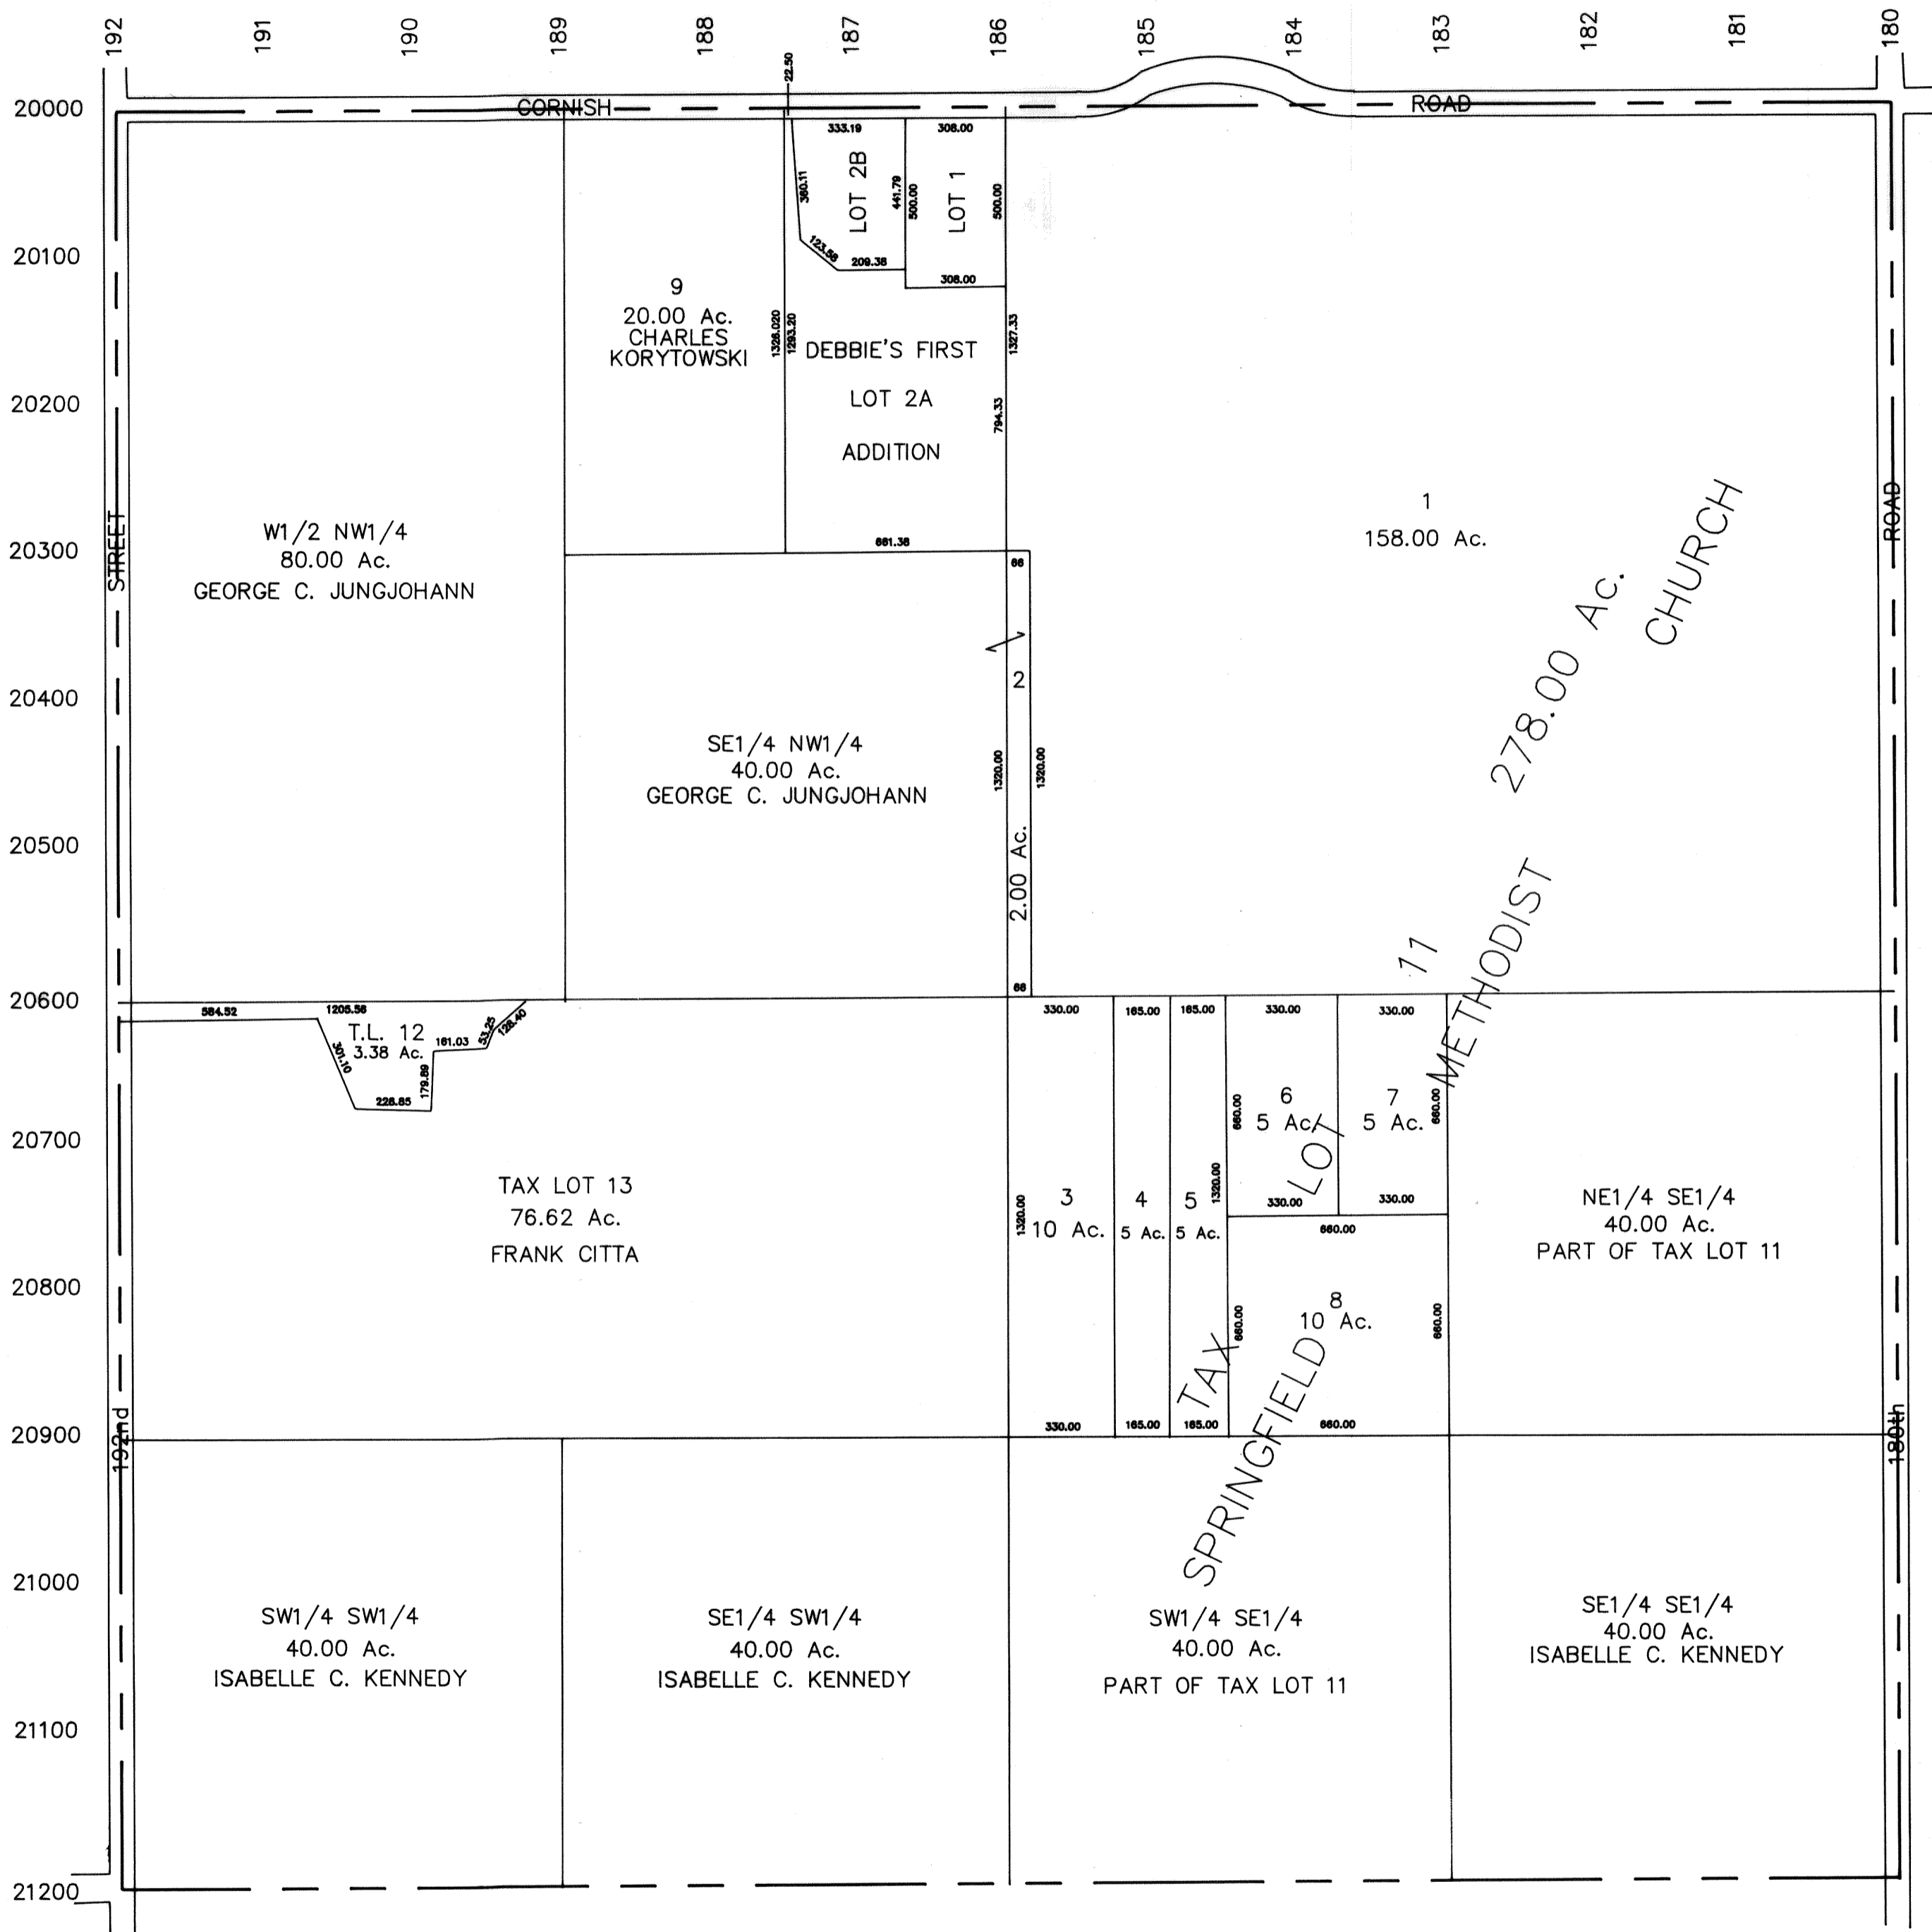 192
191
190
189
188
187
186
185
184
183
182
181
180
22.50
20000
CORNISH
ROAD
333.19
308.00
360.11
LOT 2B
441.79
500.00
LOT 1
500.00
123.58
209.38
308.00
20100
9
20.00 Ac.
CHARLES
KORYTOWSKI
1326.020
1293.20
DEBBIE'S FIRST
LOT 2A
ADDITION
1327.33
794.33
20200
661.38
20300
STREET
W1/2 NW1/4
80.00 Ac.
GEORGE C. JUNGJOHANN
66
1
158.00 Ac.
ROAD
20400
2
SE1/4 NW1/4
40.00 Ac.
GEORGE C. JUNGJOHANN
1320.00
1320.00
2.00 Ac.
20500
66
TAX LOT 11 278.00 Ac.
SPRINGFIELD METHODIST CHURCH
20600
584.52
1205.56
T.L. 12
3.38 Ac.
301.10
228.85
179.89
161.03
53.25
128.40
330.00
165.00
165.00
330.00
330.00
660.00
6
5 Ac.
7
5 Ac.
660.00
20700
TAX LOT 13
76.62 Ac.
FRANK CITTA
1320.00
3
10 Ac.
4
5 Ac.
5
5 Ac.
1320.00
330.00
330.00
660.00
NE1/4 SE1/4
40.00 Ac.
PART OF TAX LOT 11
20800
660.00
8
10 Ac.
660.00
20900
192nd
330.00
165.00
165.00
660.00
180th
21000
SW1/4 SW1/4
40.00 Ac.
ISABELLE C. KENNEDY
SE1/4 SW1/4
40.00 Ac.
ISABELLE C. KENNEDY
SW1/4 SE1/4
40.00 Ac.
PART OF TAX LOT 11
SE1/4 SE1/4
40.00 Ac.
ISABELLE C. KENNEDY
21100
21200